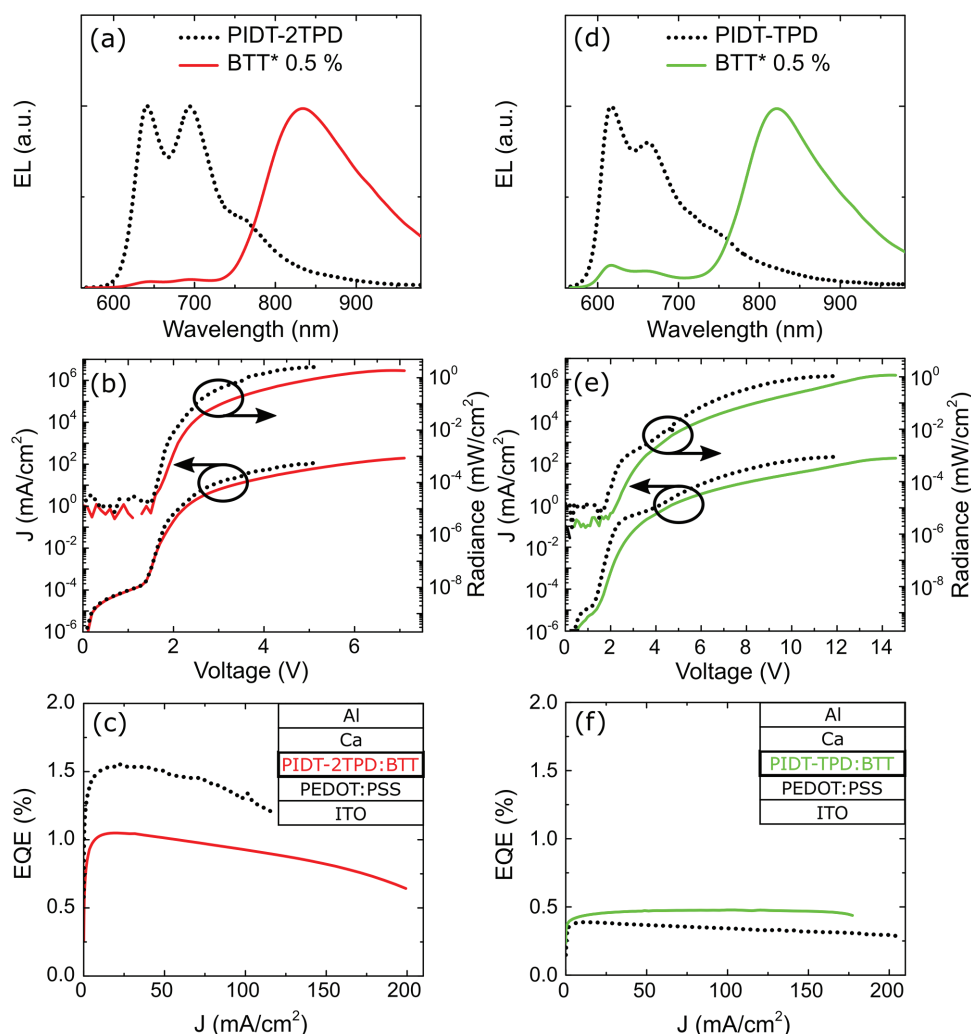 (a)
PIDT-2TPD
BTT* 0.5 %
EL (a.u.)
600 700 800 900
Wavelength (nm)
(d)
PIDT-TPD
BTT* 0.5 %
EL (a.u.)
600 700 800 900
Wavelength (nm)
(b)
J (mA/cm²)
10⁶
10⁴
10²
10⁰
10⁻²
10⁻⁴
10⁻⁶
Radiance (mW/cm²)
10⁰
10⁻²
10⁻⁴
10⁻⁶
10⁻⁸
0 2 4 6
Voltage (V)
(e)
J (mA/cm²)
10⁶
10⁴
10²
10⁰
10⁻²
10⁻⁴
10⁻⁶
Radiance (mW/cm²)
10⁰
10⁻²
10⁻⁴
10⁻⁶
10⁻⁸
0 2 4 6 8 10 12 14
Voltage (V)
(c)
EQE (%)
2.0
1.5
1.0
0.5
0.0
Al
Ca
PIDT-2TPD:BTT
PEDOT:PSS
ITO
0 50 100 150 200
J (mA/cm²)
(f)
EQE (%)
2.0
1.5
1.0
0.5
0.0
Al
Ca
PIDT-TPD:BTT
PEDOT:PSS
ITO
0 50 100 150 200
J (mA/cm²)